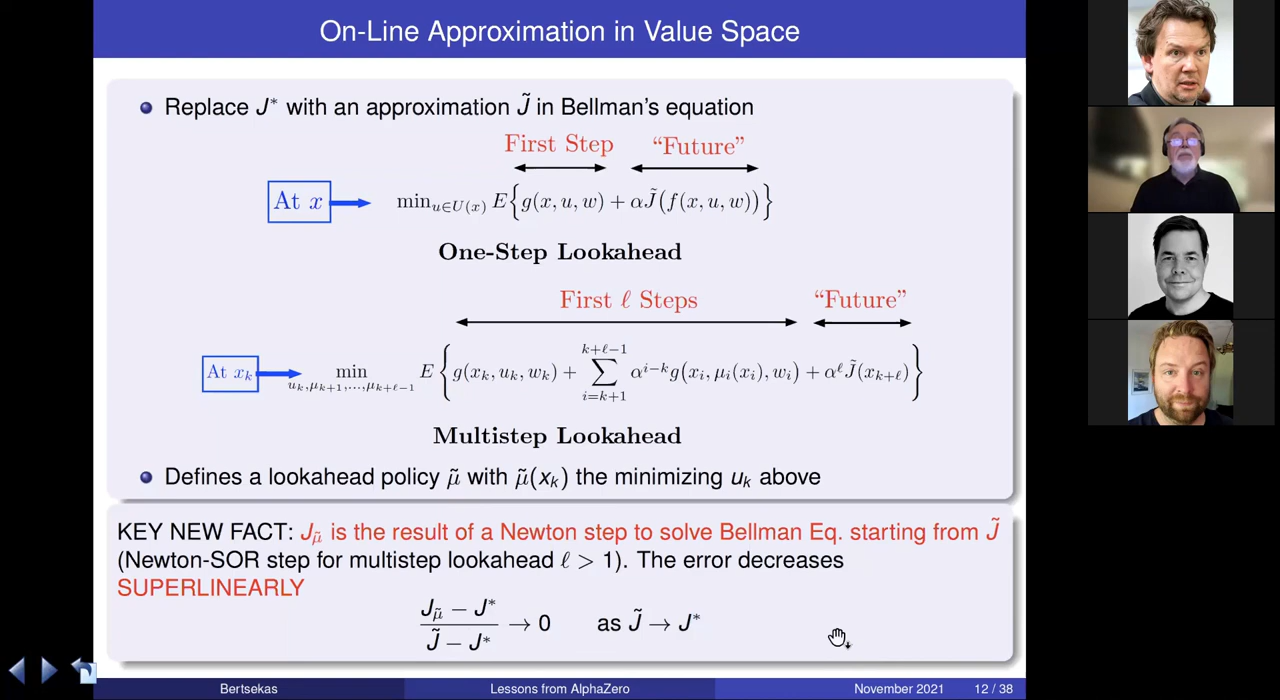 On-Line Approximation in Value Space
Replace J* with an approximation J̃ in Bellman's equation
First Step “Future”
At x min_{u∈U(x)} E{g(x, u, w) + αJ̃(f(x, u, w))}
One-Step Lookahead
First ℓ Steps “Future”
At x_k min_{u_k,μ_{k+1},...,μ_{k+ℓ−1}} E{g(x_k, u_k, w_k) + ∑_{i=k+1}^{k+ℓ−1} α^{i−k} g(x_i, μ_i(x_i), w_i) + α^ℓ J̃(x_{k+ℓ})}
Multistep Lookahead
Defines a lookahead policy μ̃ with μ̃(x_k) the minimizing u_k above
KEY NEW FACT: J_μ̃ is the result of a Newton step to solve Bellman Eq. starting from J̃
(Newton-SOR step for multistep lookahead ℓ > 1). The error decreases
SUPERLINEARLY
(J_μ̃ − J*)/(J̃ − J*) → 0 as J̃ → J*
Bertsekas Lessons from AlphaZero November 2021 12 / 38